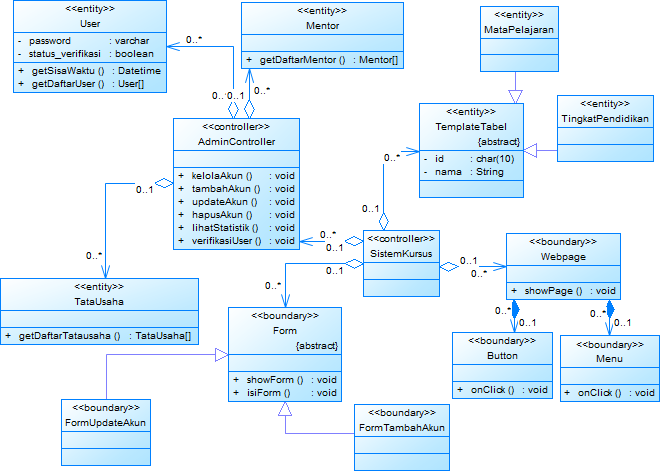 <<entity>>
User
- password : varchar
- status_verifikasi : boolean
+ getSisaWaktu () : Datetime
+ getDaftarUser () : User[]
<<entity>>
Mentor
+ getDaftarMentor () : Mentor[]
<<entity>>
MataPelajaran
<<entity>>
TingkatPendidikan
<<entity>>
TemplateTabel
{abstract}
- id : char(10)
- nama : String
<<controller>>
AdminController
+ kelolaAkun () : void
+ tambahAkun () : void
+ updateAkun () : void
+ hapusAkun () : void
+ lihatStatistik () : void
+ verifikasiUser () : void
<<controller>>
SistemKursus
<<boundary>>
Webpage
+ showPage () : void
<<entity>>
TataUsaha
+ getDaftarTatausaha () : TataUsaha[]
<<boundary>>
Form
{abstract}
+ showForm () : void
+ isiForm () : void
<<boundary>>
Button
+ onClick () : void
<<boundary>>
Menu
+ onClick () : void
<<boundary>>
FormUpdateAkun
<<boundary>>
FormTambahAkun
0..*
0..1
0..1
0..*
0..1
0..*
0..*
0..1
0..*
0..1
0..1
0..*
0..1
0..*
0..*
0..1
0..*
0..1